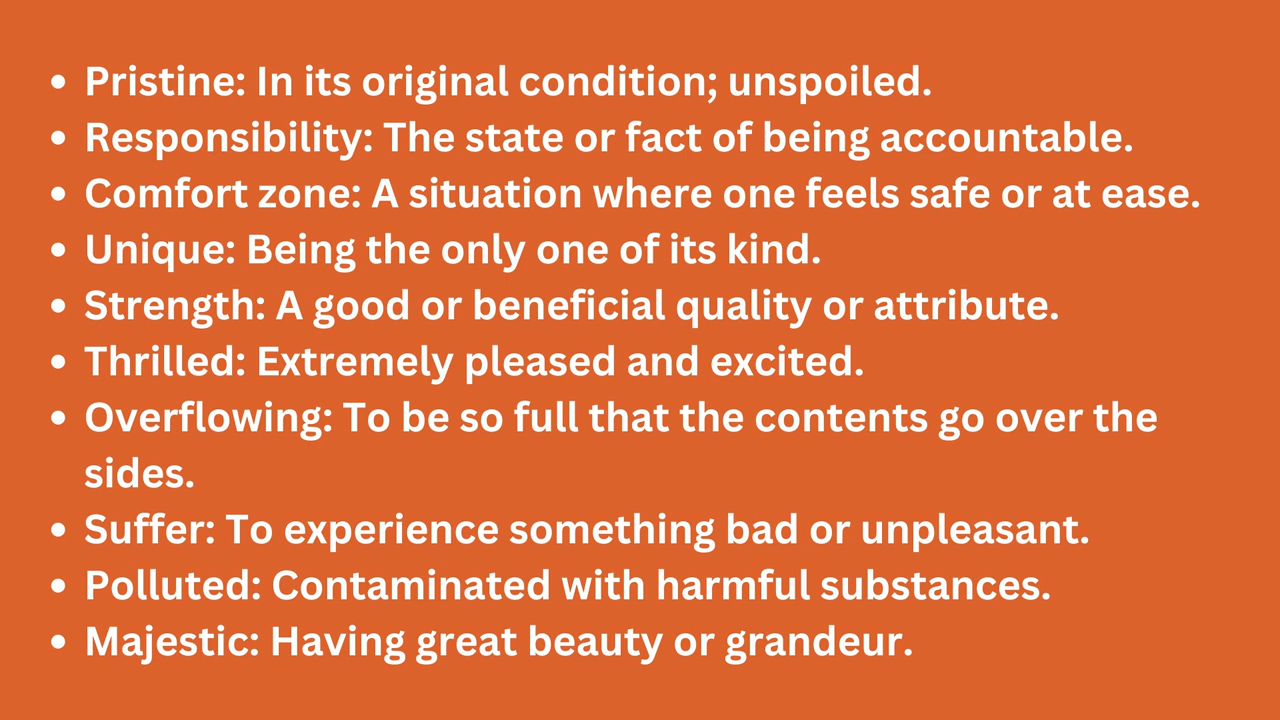 • Pristine: In its original condition; unspoiled.
• Responsibility: The state or fact of being accountable.
• Comfort zone: A situation where one feels safe or at ease.
• Unique: Being the only one of its kind.
• Strength: A good or beneficial quality or attribute.
• Thrilled: Extremely pleased and excited.
• Overflowing: To be so full that the contents go over the
sides.
• Suffer: To experience something bad or unpleasant.
• Polluted: Contaminated with harmful substances.
• Majestic: Having great beauty or grandeur.